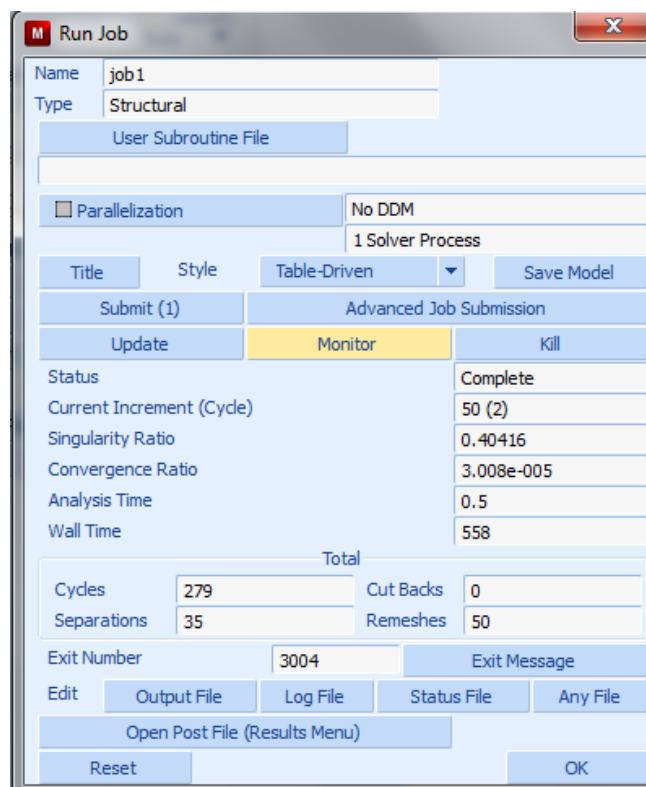 M Run Job X
Name job1
Type Structural
User Subroutine File
Parallelization No DDM
1 Solver Process
Title Style Table-Driven Save Model
Submit (1) Advanced Job Submission
Update Monitor Kill
Status Complete
Current Increment (Cycle) 50 (2)
Singularity Ratio 0.40416
Convergence Ratio 3.008e-005
Analysis Time 0.5
Wall Time 558
Total
Cycles 279 Cut Backs 0
Separations 35 Remeshes 50
Exit Number 3004 Exit Message
Edit Output File Log File Status File Any File
Open Post File (Results Menu)
Reset OK